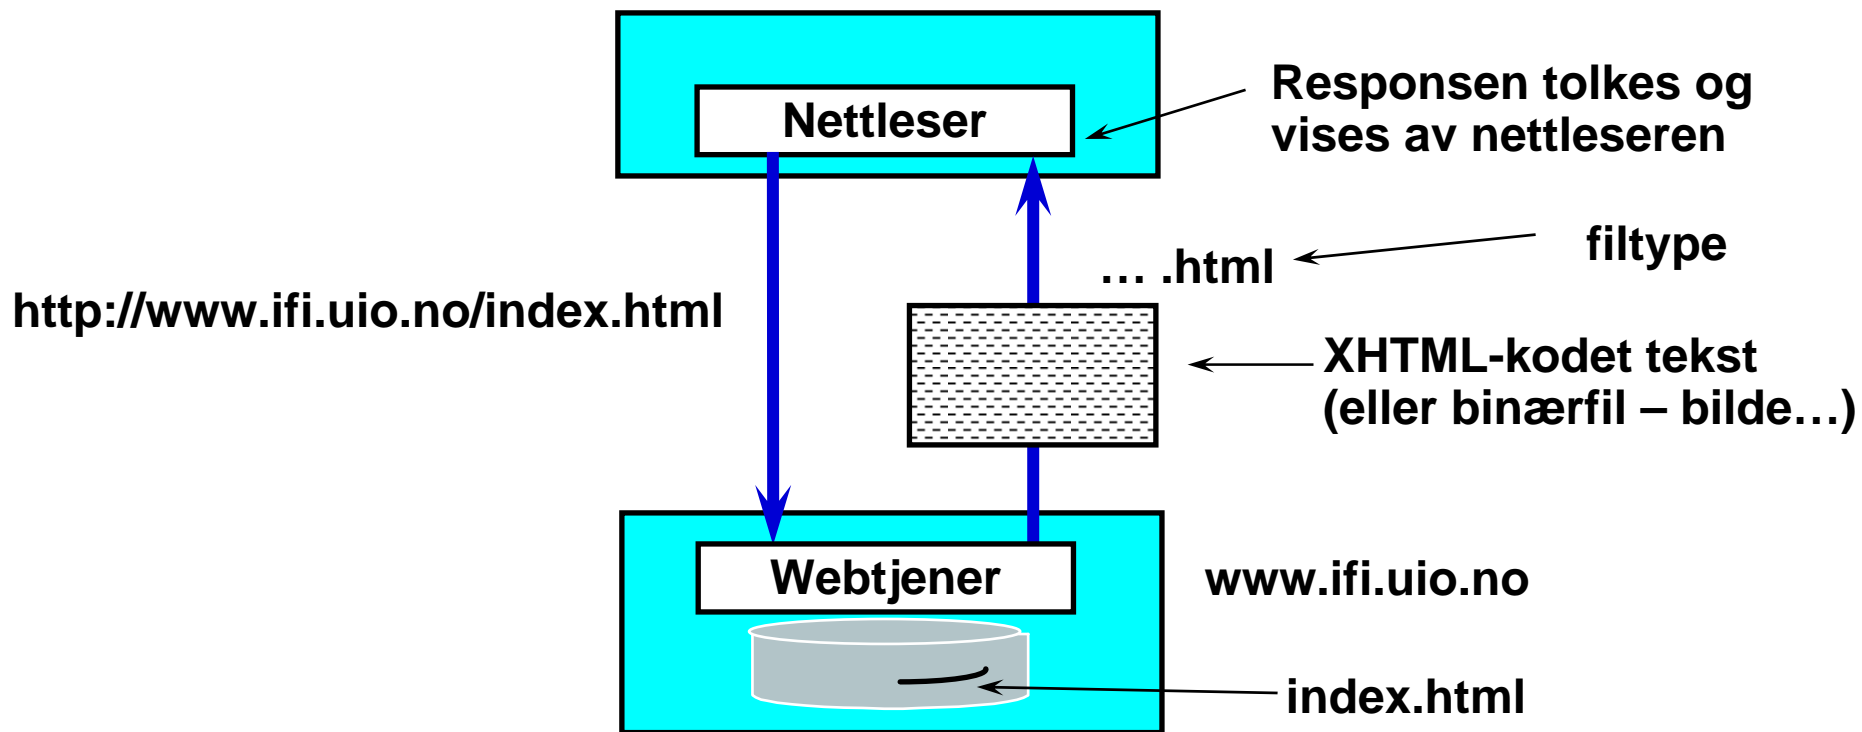 Nettleser
Responsen tolkes og
vises av nettleseren
filtype
… .html
http://www.ifi.uio.no/index.html
XHTML-kodet tekst
(eller binærfil – bilde…)
Webtjener
www.ifi.uio.no
index.html